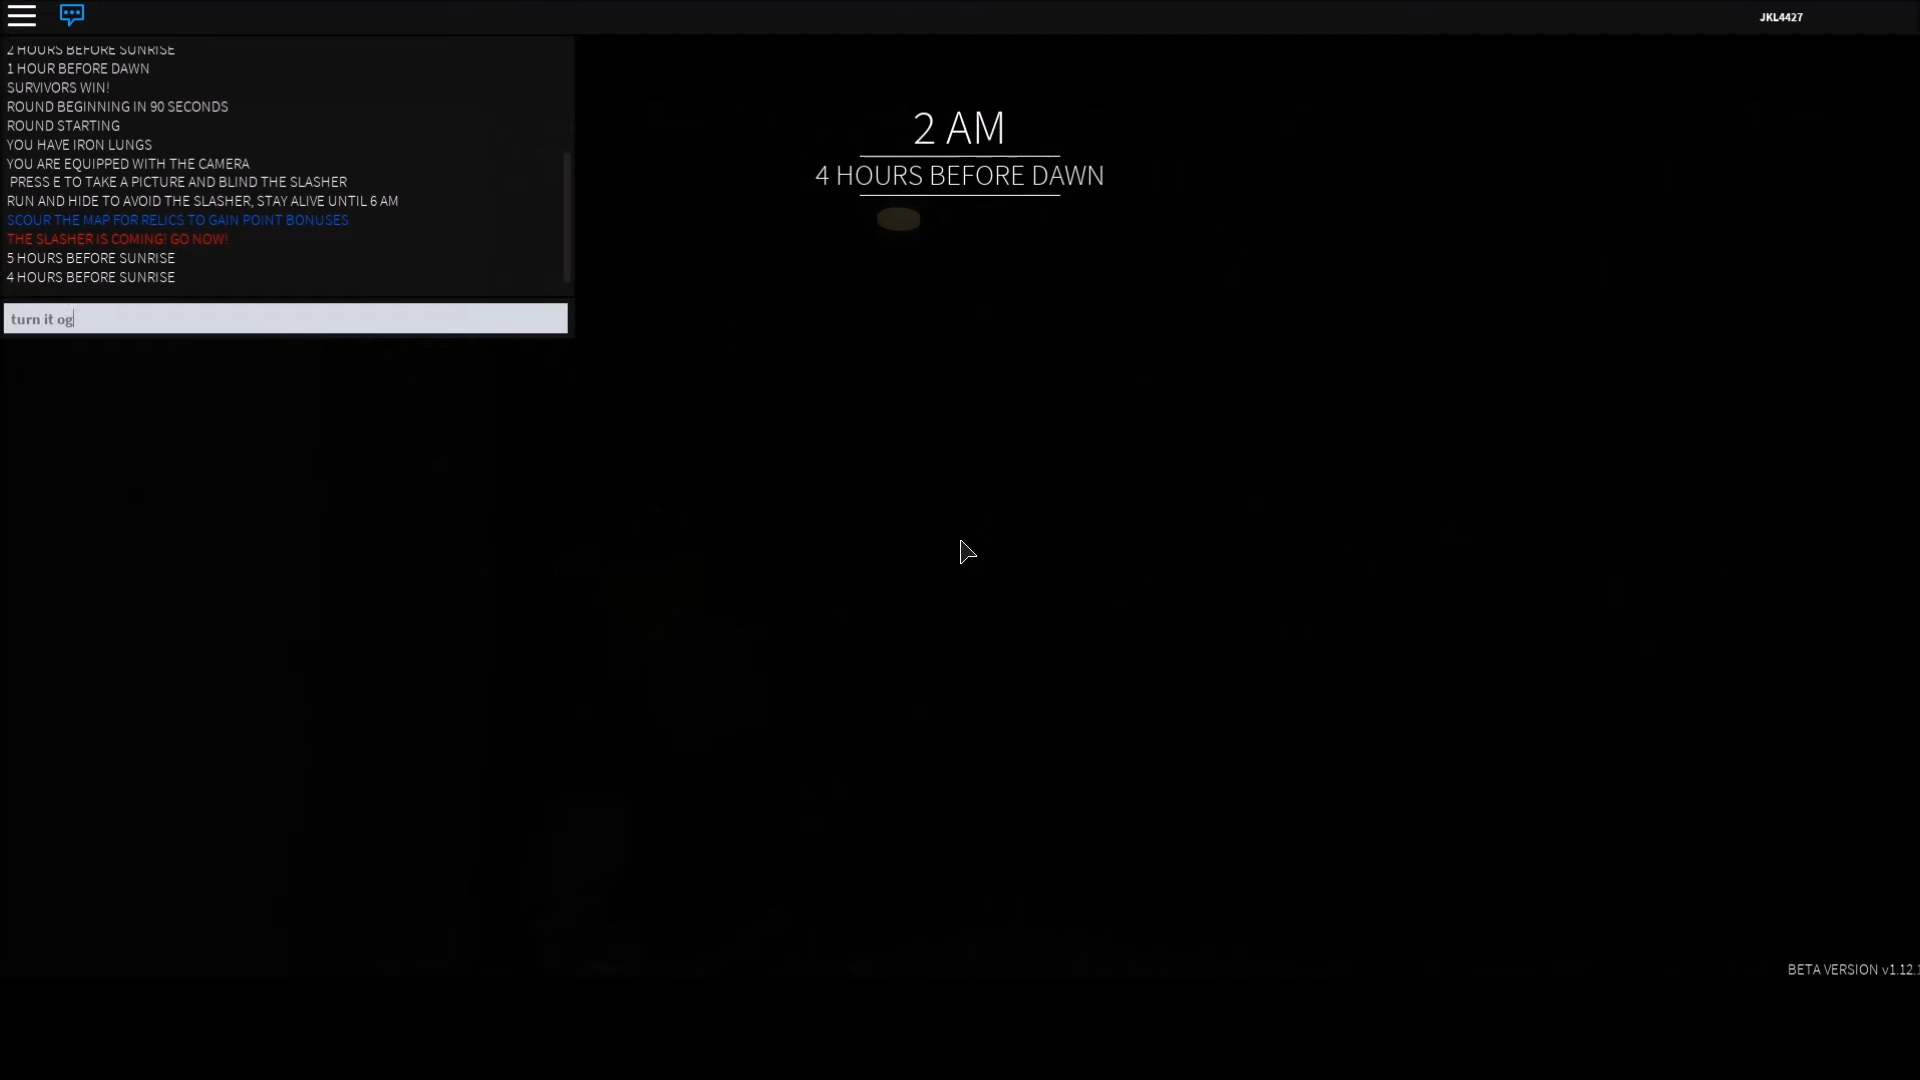 JKL4427
2 HOURS BEFORE SUNRISE
1 HOUR BEFORE DAWN
SURVIVORS WIN!
ROUND BEGINNING IN 90 SECONDS
ROUND STARTING
YOU HAVE IRON LUNGS
YOU ARE EQUIPPED WITH THE CAMERA
PRESS E TO TAKE A PICTURE AND BLIND THE SLASHER
RUN AND HIDE TO AVOID THE SLASHER, STAY ALIVE UNTIL 6 AM
SCOUR THE MAP FOR RELICS TO GAIN POINT BONUSES
THE SLASHER IS COMING! GO NOW!
5 HOURS BEFORE SUNRISE
4 HOURS BEFORE SUNRISE
turn it og
2 AM
4 HOURS BEFORE DAWN
BETA VERSION v1.12.